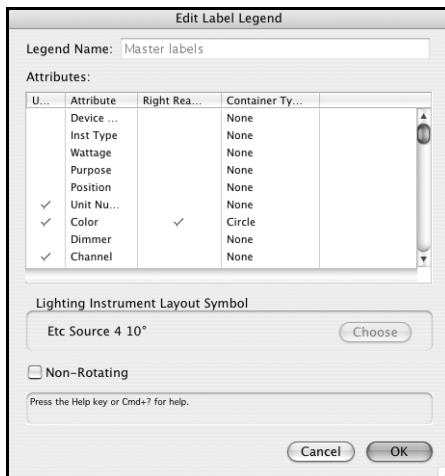 Edit Label Legend
Legend Name: Master labels
Attributes:
U... Attribute Right Rea... Container Ty...
Device ... None
Inst Type None
Wattage None
Purpose None
Position None
✓ Unit Nu... None
✓ Color ✓ Circle
Dimmer None
✓ Channel None
Lighting Instrument Layout Symbol
Etc Source 4 10° Choose
Non-Rotating
Press the Help key or Cmd+? for help.
Cancel OK